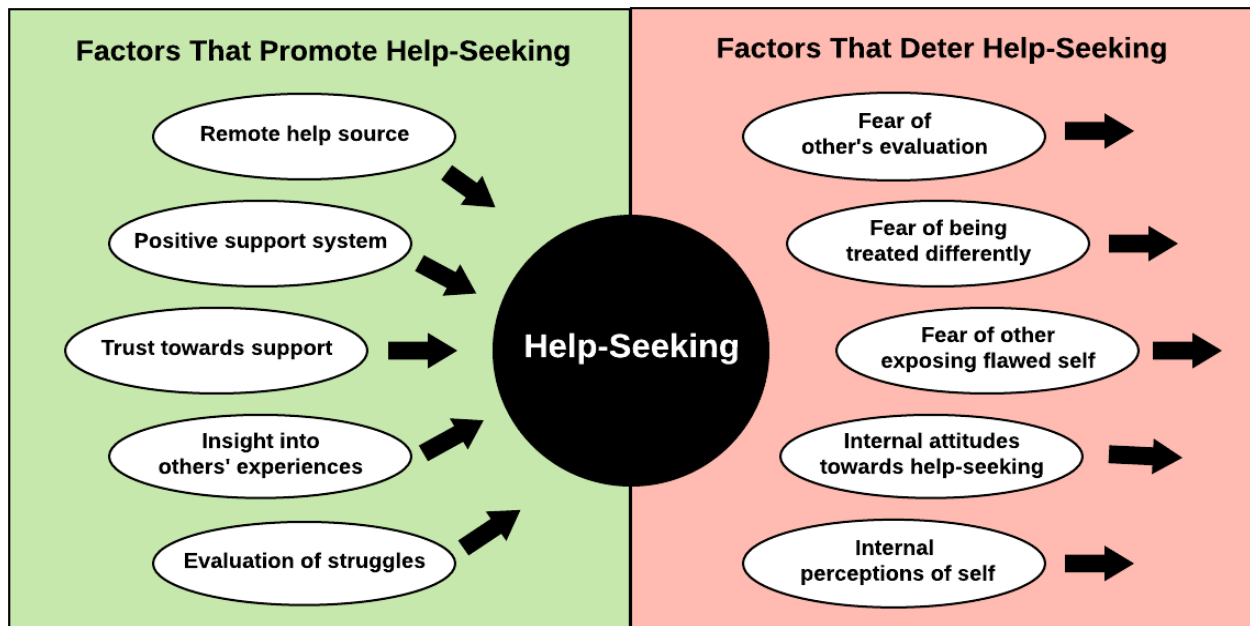 Factors That Promote Help-Seeking
Remote help source
Positive support system
Trust towards support
Insight into
others' experiences
Evaluation of struggles
Help-Seeking
Factors That Deter Help-Seeking
Fear of
other's evaluation
Fear of being
treated differently
Fear of other
exposing flawed self
Internal attitudes
towards help-seeking
Internal
perceptions of self